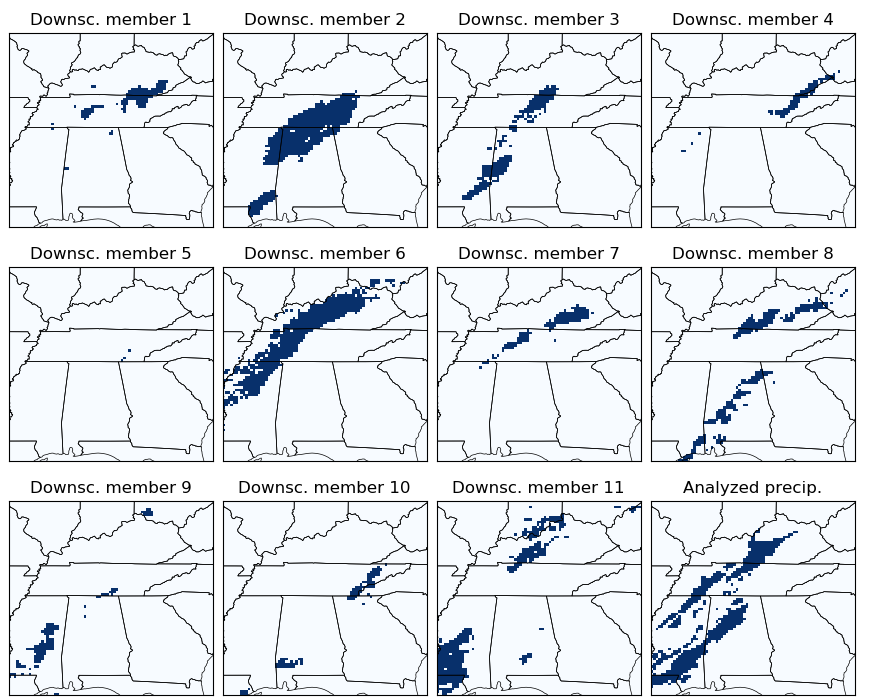 Downsc. member 1
Downsc. member 2
Downsc. member 3
Downsc. member 4
Downsc. member 5
Downsc. member 6
Downsc. member 7
Downsc. member 8
Downsc. member 9
Downsc. member 10
Downsc. member 11
Analyzed precip.